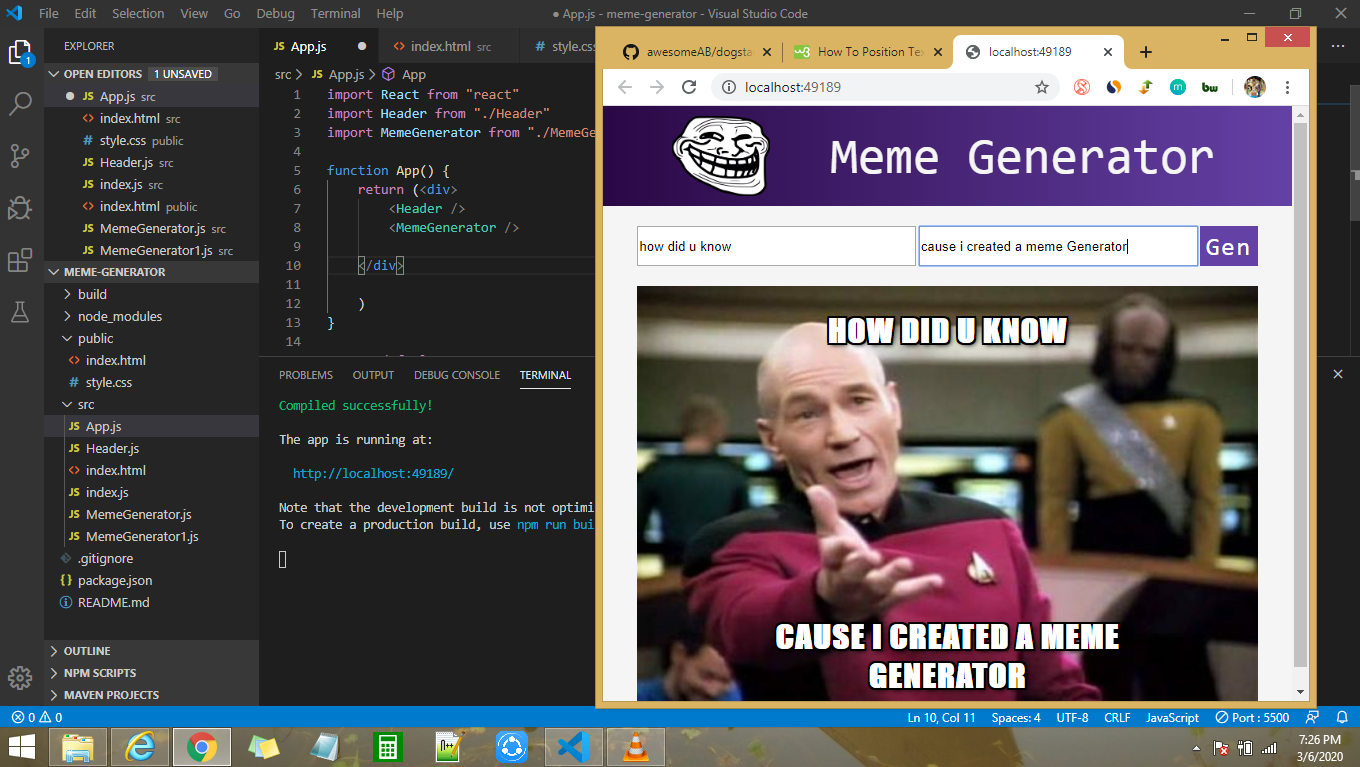 File Edit Selection View Go Debug Terminal Help
● App.js - meme-generator - Visual Studio Code
EXPLORER
OPEN EDITORS 1 UNSAVED
JS App.js src
<> index.html src
# style.css public
JS Header.js src
JS index.js src
<> index.html public
JS MemeGenerator.js src
JS MemeGenerator1.js src
MEME-GENERATOR
build
node_modules
public
<> index.html
# style.css
src
JS App.js
JS Header.js
<> index.html
JS index.js
JS MemeGenerator.js
JS MemeGenerator1.js
.gitignore
{} package.json
README.md
OUTLINE
NPM SCRIPTS
MAVEN PROJECTS
1
JS App.js
<> index.html src
# style.css
src > JS App.js > App
1 import React from "react"
2 import Header from "./Header"
3 import MemeGenerator from "./MemeGe
4
5 function App() {
6 return (<div>
7 <Header />
8 <MemeGenerator />
9
10 </div>
11
12 )
13 }
14
PROBLEMS OUTPUT DEBUG CONSOLE TERMINAL
Compiled successfully!
The app is running at:
http://localhost:49189/
Note that the development build is not optimi
To create a production build, use npm run bui
awesomeAB/dogsta
w3 How To Position Te
localhost:49189
localhost:49189
m
bw
Meme Generator
how did u know
cause i created a meme Generator
Gen
HOW DID U KNOW
CAUSE I CREATED A MEME
GENERATOR
0 0
Ln 10, Col 11 Spaces: 4 UTF-8 CRLF JavaScript Port : 5500
7:26 PM
3/6/2020